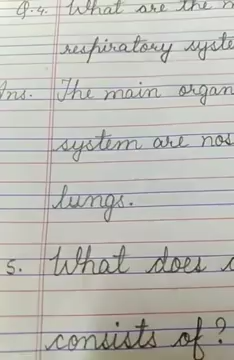 Q.4. What are the
respiratory syste
Ans. The main organ
system are nos
lungs.
5. What does
consists of ?